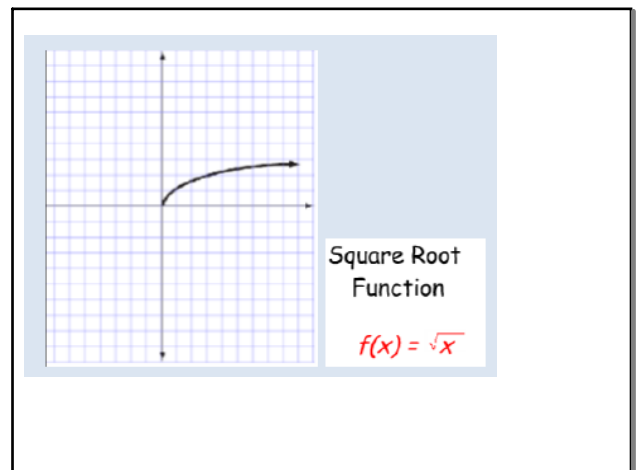 Square Root
Function
f(x) = √x